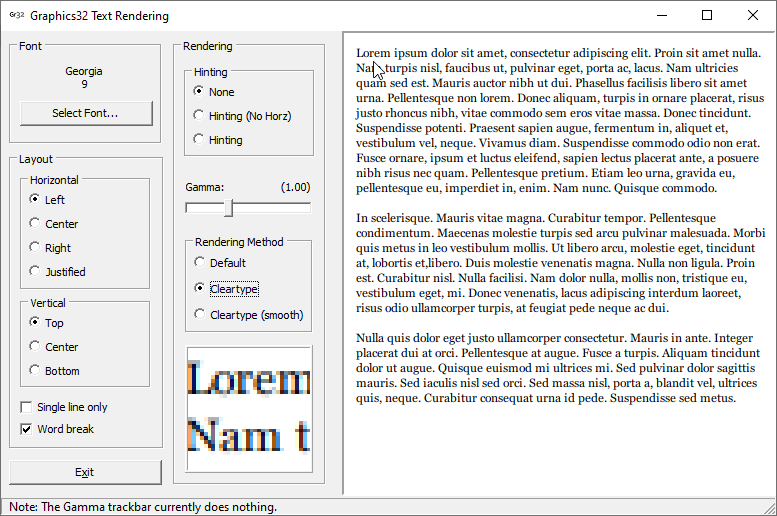 Gr32 Graphics32 Text Rendering
Font
Georgia
9
Select Font...
Layout
Horizontal
Left
Center
Right
Justified
Vertical
Top
Center
Bottom
Single line only
Word break
Exit
Rendering
Hinting
None
Hinting (No Horz)
Hinting
Gamma: (1.00)
Rendering Method
Default
Cleartype
Cleartype (smooth)
Lorem
Nam t
Lorem ipsum dolor sit amet, consectetur adipiscing elit. Proin sit amet nulla.
Nam turpis nisl, faucibus ut, pulvinar eget, porta ac, lacus. Nam ultricies
quam sed est. Mauris auctor nibh ut dui. Phasellus facilisis libero sit amet
urna. Pellentesque non lorem. Donec aliquam, turpis in ornare placerat, risus
justo rhoncus nibh, vitae commodo sem eros vitae massa. Donec tincidunt.
Suspendisse potenti. Praesent sapien augue, fermentum in, aliquet et,
vestibulum vel, neque. Vivamus diam. Suspendisse commodo odio non erat.
Fusce ornare, ipsum et luctus eleifend, sapien lectus placerat ante, a posuere
nibh risus nec quam. Pellentesque pretium. Etiam leo urna, gravida eu,
pellentesque eu, imperdiet in, enim. Nam nunc. Quisque commodo.
In scelerisque. Mauris vitae magna. Curabitur tempor. Pellentesque
condimentum. Maecenas molestie turpis sed arcu pulvinar malesuada. Morbi
quis metus in leo vestibulum mollis. Ut libero arcu, molestie eget, tincidunt
at, lobortis et,libero. Duis molestie venenatis magna. Nulla non ligula. Proin
est. Curabitur nisl. Nulla facilisi. Nam dolor nulla, mollis non, tristique eu,
vestibulum eget, mi. Donec venenatis, lacus adipiscing interdum laoreet,
risus odio ullamcorper turpis, at feugiat pede neque ac dui.
Nulla quis dolor eget justo ullamcorper consectetur. Mauris in ante. Integer
placerat dui at orci. Pellentesque at augue. Fusce a turpis. Aliquam tincidunt
dolor ut augue. Quisque euismod mi ultrices mi. Sed pulvinar dolor sagittis
mauris. Sed iaculis nisl sed orci. Sed massa nisl, porta a, blandit vel, ultrices
quis, neque. Curabitur consequat urna id pede. Suspendisse sed metus.
Note: The Gamma trackbar currently does nothing.